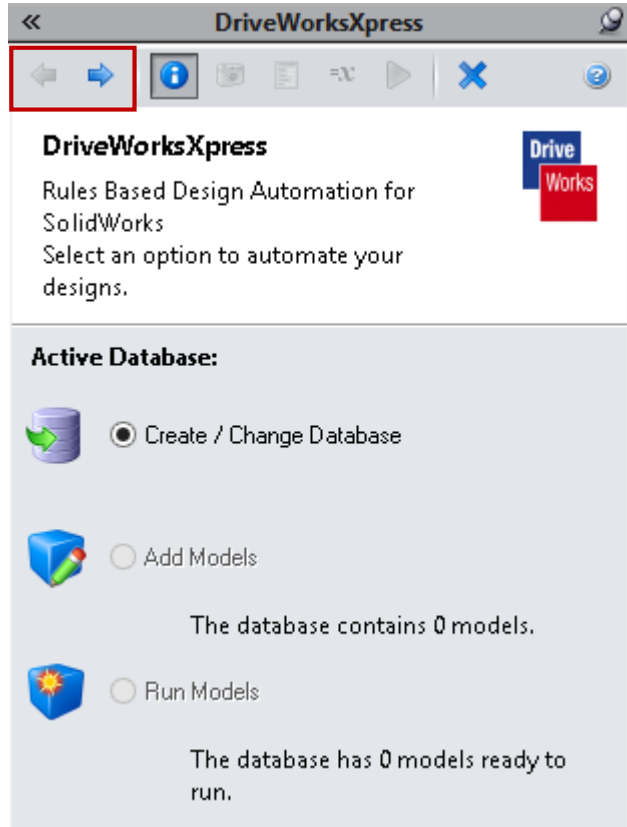 « DriveWorksXpress
=x
DriveWorksXpress
Drive
Works
Rules Based Design Automation for
SolidWorks
Select an option to automate your
designs.
Active Database:
Create / Change Database
Add Models
The database contains 0 models.
Run Models
The database has 0 models ready to
run.